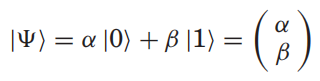 |Ψ⟩ = α |0⟩ + β |1⟩ = ( α
β )